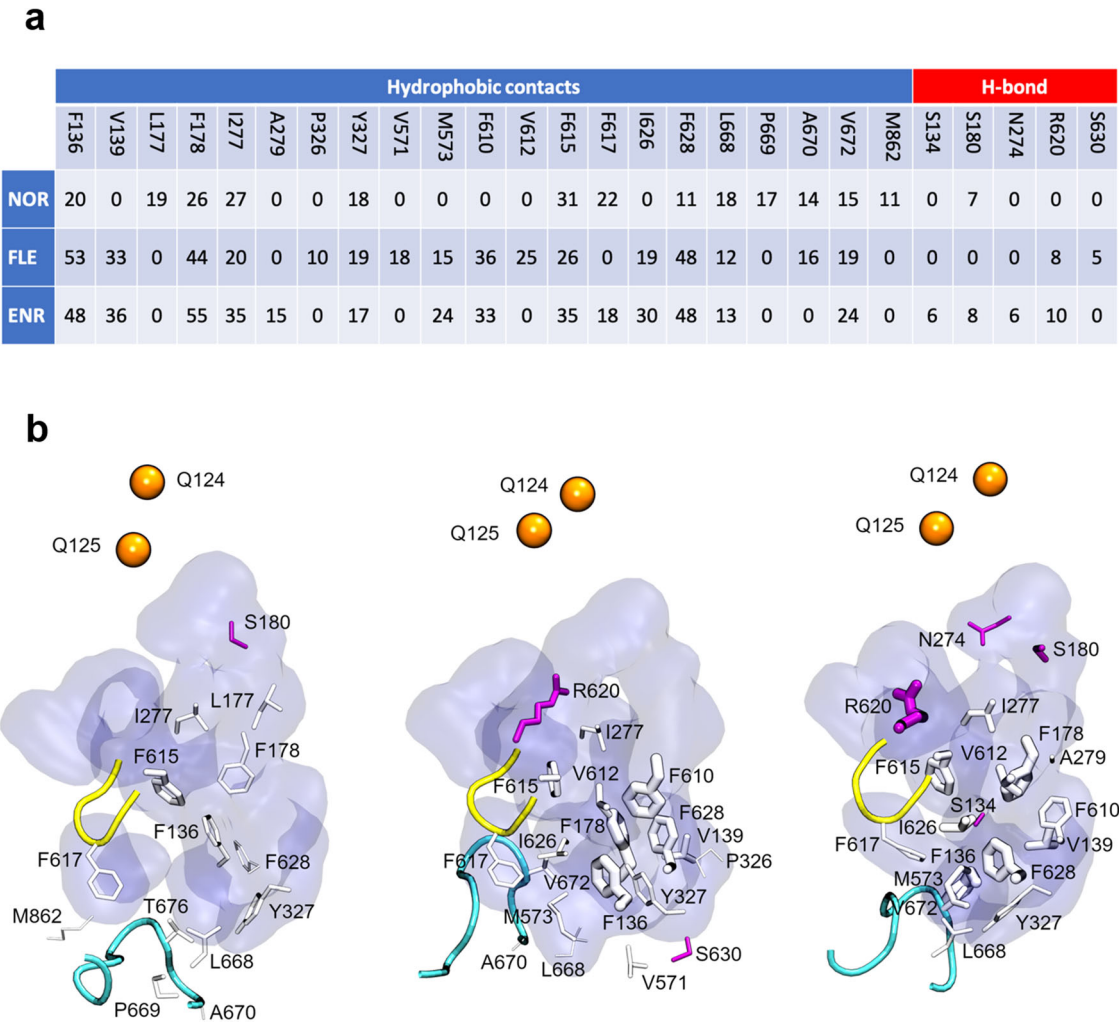 a
Hydrophobic contacts H-bond
F136 V139 L177 F178 I277 A279 P326 Y327 V571 M573 F610 V612 F615 F617 I626 F628 L668 P669 A670 V672 M862 S134 S180 N274 R620 S630
NOR 20 0 19 26 27 0 0 18 0 0 0 0 31 22 0 11 18 17 14 15 11 0 7 0 0 0
FLE 53 33 0 44 20 0 10 19 18 15 36 25 26 0 19 48 12 0 16 19 0 0 0 0 8 5
ENR 48 36 0 55 35 15 0 17 0 24 33 0 35 18 30 48 13 0 0 24 0 6 8 6 10 0
b
Q124
Q125
S180
L177
I277
F615
F178
F136
F617
F628
M862
T676
Y327
L668
P669
A670
Q124
Q125
R620
I277
F615
V612
F610
F178
F628
I626
V139
F617
P326
V672
Y327
M573
F136
A670
L668
S630
V571
Q124
Q125
N274
S180
R620
I277
F178
V612
F615
A279
S134
F610
I626
F617
V139
F136
F628
M573
V672
Y327
L668